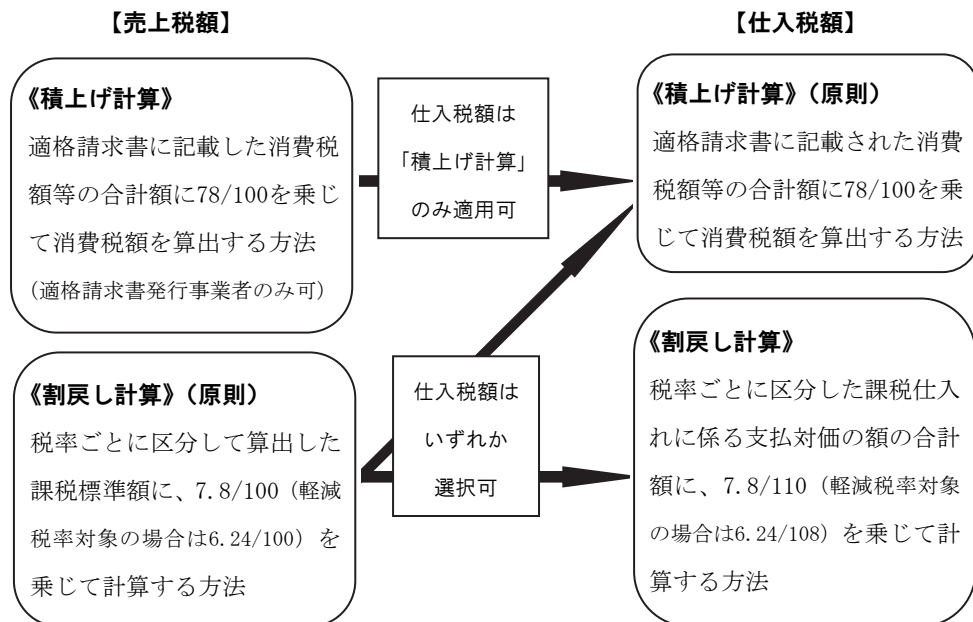 【売上税額】
《積上げ計算》
適格請求書に記載した消費税
額等の合計額に78/100を乗じ
て消費税額を算出する方法
(適格請求書発行事業者のみ可)
仕入税額は
「積上げ計算」
のみ適用可
【仕入税額】
《積上げ計算》(原則)
適格請求書に記載された消費
税額等の合計額に78/100を乗
じて消費税額を算出する方法
《割戻し計算》(原則)
税率ごとに区分して算出した
課税標準額に、7.8/100(軽減
税率対象の場合は6.24/100)を
乗じて計算する方法
仕入税額は
いずれか
選択可
《割戻し計算》
税率ごとに区分した課税仕入
れに係る支払対価の額の合計
額に、7.8/110(軽減税率対象
の場合は6.24/108)を乗じて計
算する方法